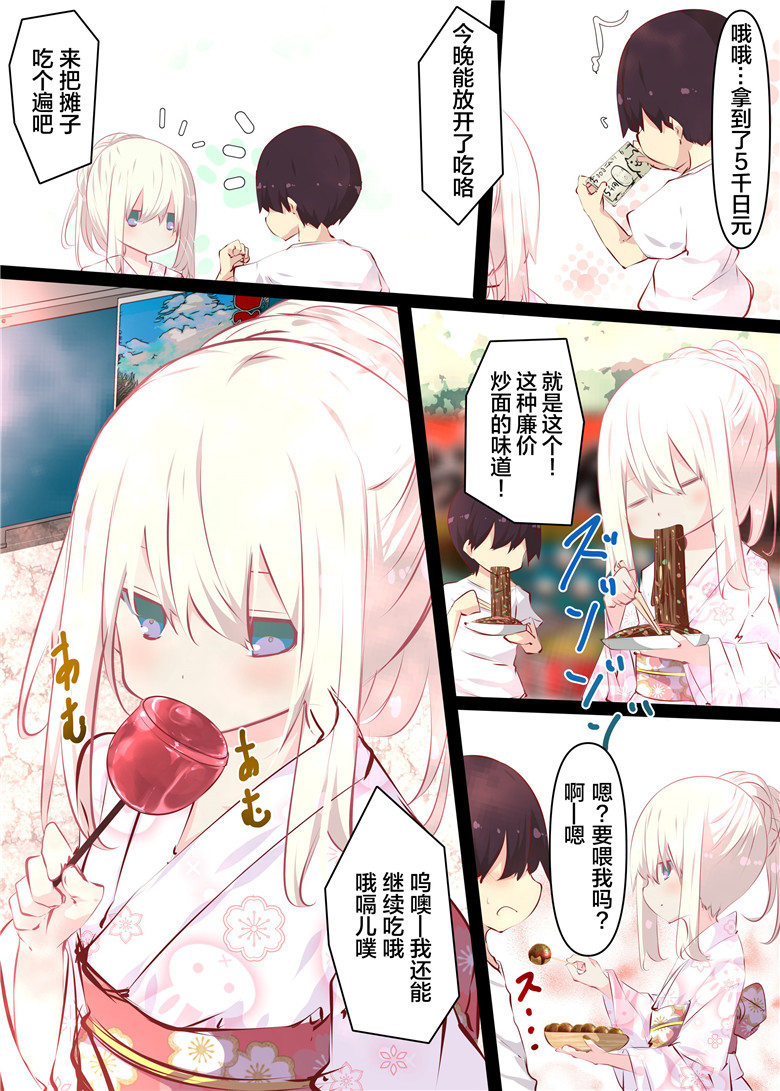 哦哦…拿到了5千日元
今晚能放开了吃咯
来把摊子
吃个遍吧
就是这个！
这种廉价
炒面的味道！
ズンゾゾ
あむ
あむ
呜噢ー我还能
继续吃哦
哦嗝儿噗
嗯？要喂我吗？
啊ー嗯
ス…